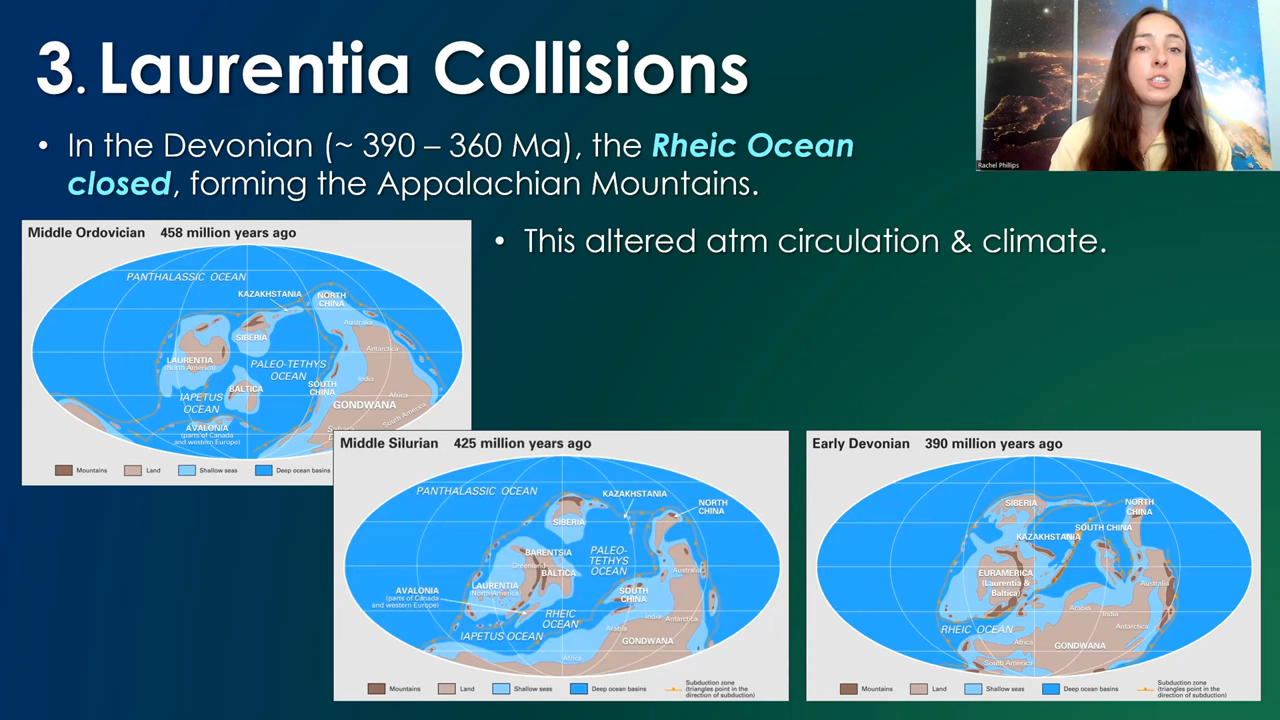 3. Laurentia Collisions
Rachel Phillips
• In the Devonian (~ 390 – 360 Ma), the Rheic Ocean
closed, forming the Appalachian Mountains.
• This altered atm circulation & climate.
Middle Ordovician 458 million years ago
PANTHALASSIC OCEAN
KAZAKHSTANIA
NORTH
CHINA
Australia
SIBERIA
Antarctica
LAURENTIA
(North America)
PALEO-TETHYS
OCEAN
India
BALTICA
SOUTH
CHINA
Africa
IAPETUS
OCEAN
GONDWANA
South America
AVALONIA
(parts of Canada
and western Europe)
Mountains
Land
Shallow seas
Deep ocean basins
Middle Silurian 425 million years ago
PANTHALASSIC OCEAN
KAZAKHSTANIA
NORTH
CHINA
SIBERIA
BARENTSIA
Greenland
BALTICA
PALEO-
TETHYS
OCEAN
Australia
LAURENTIA
(North America)
AVALONIA
(parts of Canada
and western Europe)
SOUTH
CHINA
RHEIC
OCEAN
India
Antarctica
Arabia
IAPETUS OCEAN
GONDWANA
Africa
Mountains
Land
Shallow seas
Deep ocean basins
Subduction zone
(triangles point in the
direction of subduction)
Early Devonian 390 million years ago
SIBERIA
NORTH
CHINA
SOUTH CHINA
KAZAKHSTANIA
EURAMERICA
(Laurentia &
Baltica)
Australia
Arabia
India
Antarctica
RHEIC OCEAN
Africa
GONDWANA
South America
Mountains
Land
Shallow seas
Deep ocean basins
Subduction zone
(triangles point in the
direction of subduction)